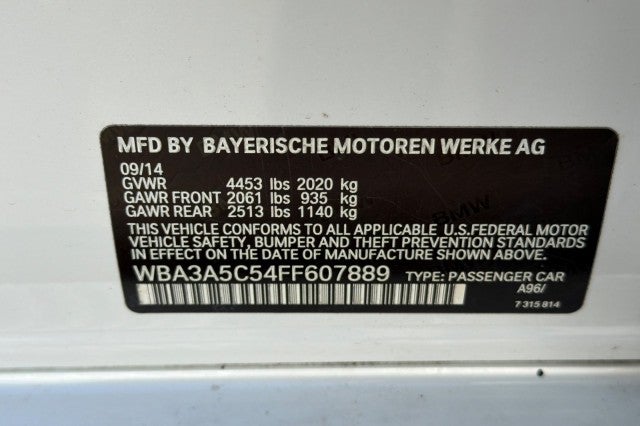 MFD BY BAYERISCHE MOTOREN WERKE AG
09/14
GVWR 4453 lbs 2020 kg
GAWR FRONT 2061 lbs 935 kg
GAWR REAR 2513 lbs 1140 kg
THIS VEHICLE CONFORMS TO ALL APPLICABLE U.S.FEDERAL MOTOR
VEHICLE SAFETY, BUMPER AND THEFT PREVENTION STANDARDS
IN EFFECT ON THE DATE OF MANUFACTURE SHOWN ABOVE.
WBA3A5C54FF607889 TYPE: PASSENGER CAR
A96/
7 315 814
BMW